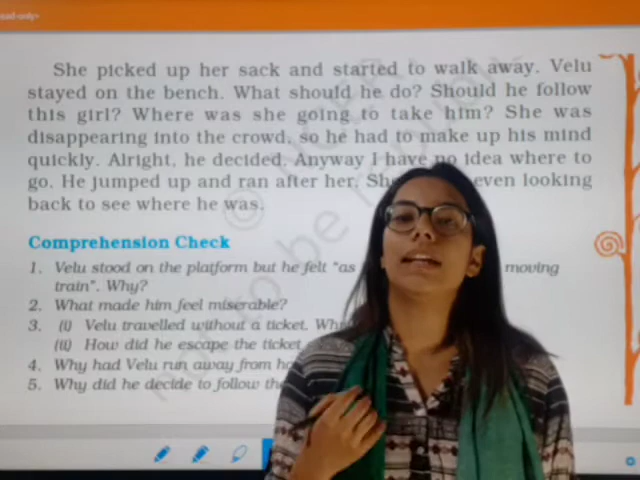 ead-only>
She picked up her sack and started to walk away. Velu
stayed on the bench. What should he do? Should he follow
this girl? Where was she going to take him? She was
disappearing into the crowd, so he had to make up his mind
quickly. Alright, he decided, Anyway I have no idea where to
go. He jumped up and ran after her. even looking
back to see where he was.
Comprehension Check
1. Velu stood on the platform but he felt “as moving
train”. Why?
2. What made him feel miserable?
3. (i) Velu travelled without a ticket.
(ii) How did he escape the ticket
4. Why had Velu run away from
5. Why did he decide to follow